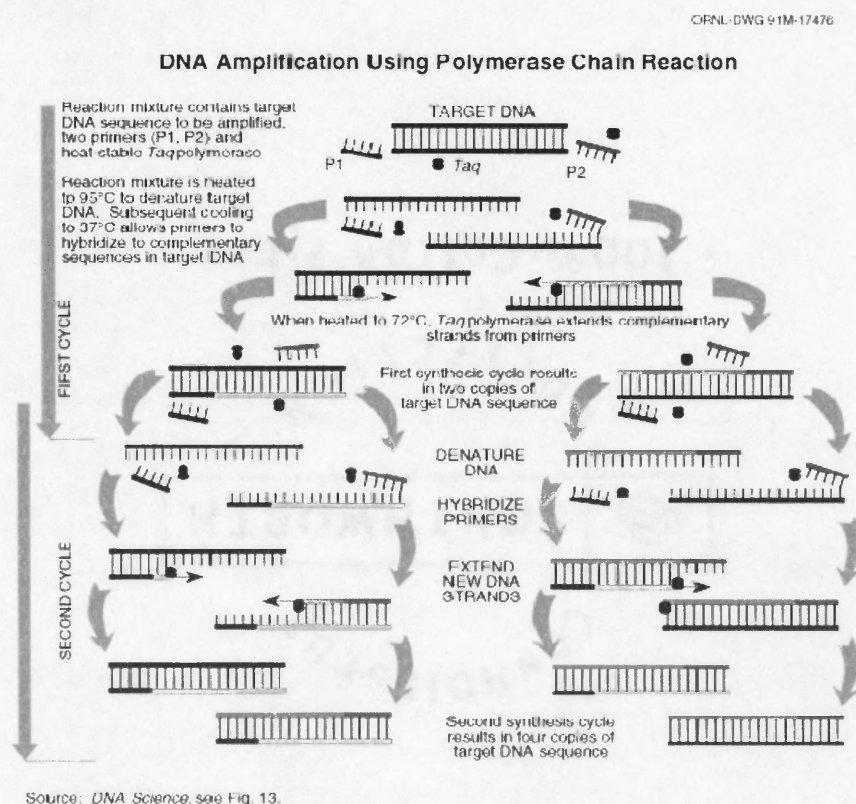 ORNL-DWG 91M-17476
DNA Amplification Using Polymerase Chain Reaction
Reaction mixture contains target
DNA sequence to be amplified,
two primers (P1, P2) and
heat-stable Taq polymerase
Reaction mixture is heated
to 95°C to denature target
DNA. Subsequent cooling
to 37°C allows primers to
hybridize to complementary
sequences in target DNA
TARGET DNA
P1
Taq
P2
FIRST CYCLE
When heated to 72°C, Taq polymerase extends complementary
strands from primers
First synthesis cycle results
in two copies of
target DNA sequence
SECOND CYCLE
DENATURE
DNA
HYBRIDIZE
PRIMERS
EXTEND
NEW DNA
STRANDS
Second synthesis cycle
results in four copies of
target DNA sequence
Source: DNA Science, see Fig. 13.